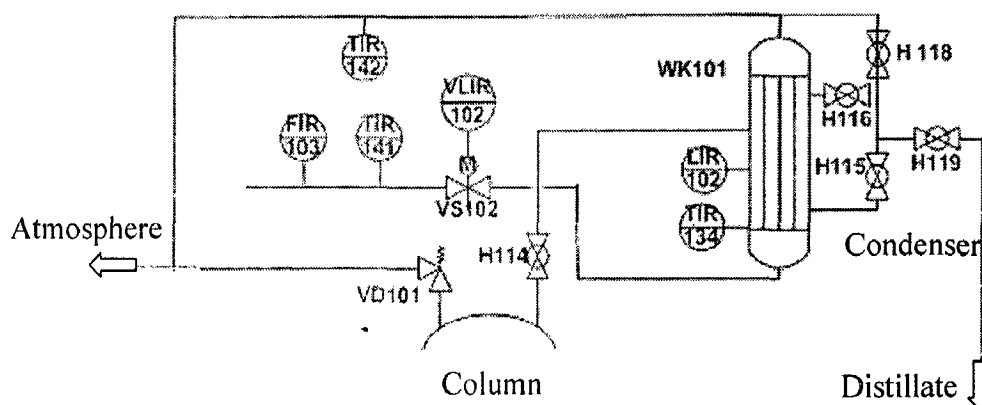 TIR
142
VLIR
102
WK101
H 118
H116
FIR
103
TIR
141
M
VS102
LIR
102
H115
H119
TIR
134
Atmosphere
H114
Condenser
VD101
Column
Distillate